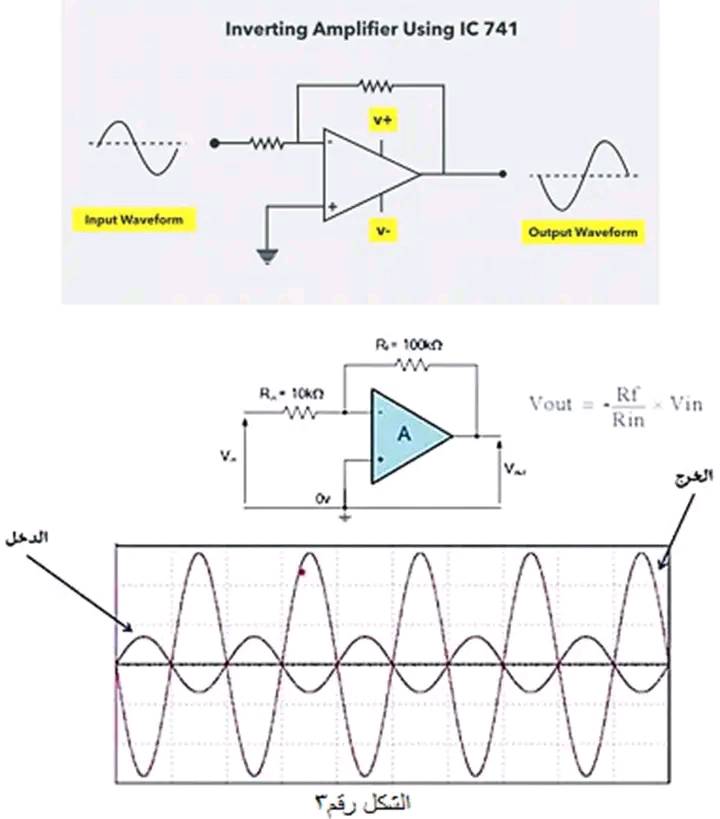 Inverting Amplifier Using IC 741
v+
-
+
Input Waveform
v-
Output Waveform
Rf = 100kΩ
Rin = 10kΩ
Vout = - Rf / Rin × Vin
A
Vin
Vout
0v
الخرج
الدخل
الشكل رقم٣